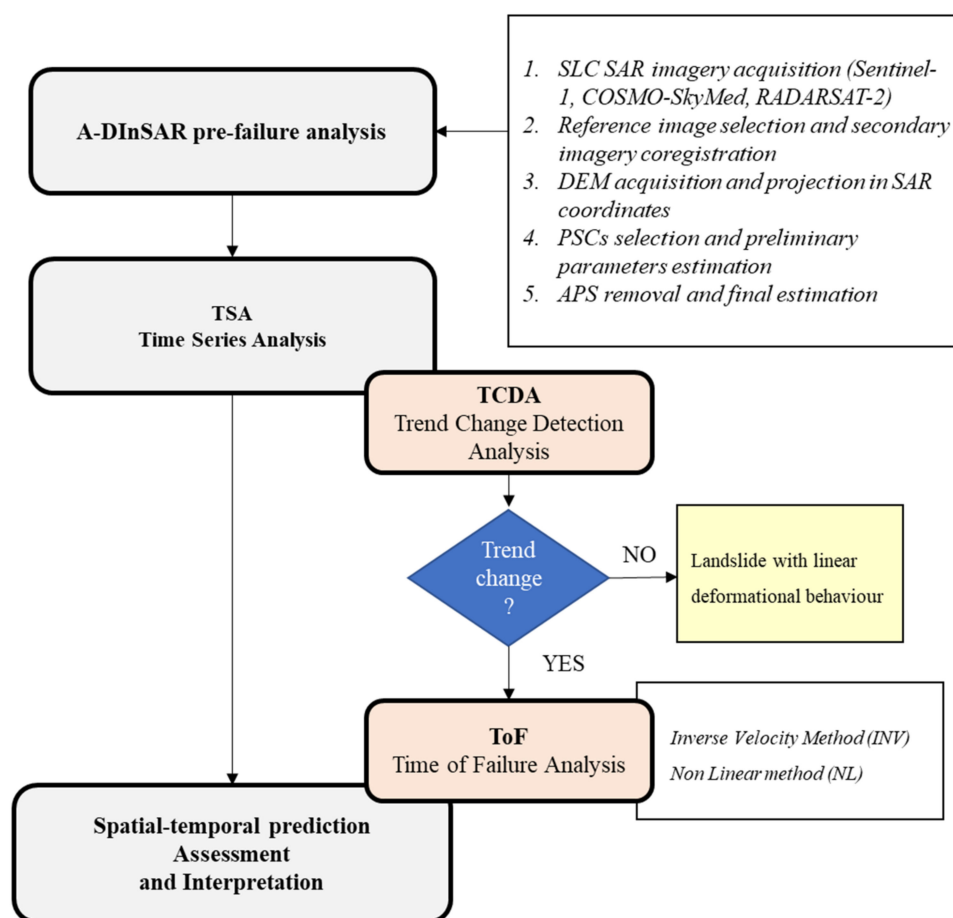 A-DInSAR pre-failure analysis
1. SLC SAR imagery acquisition (Sentinel-
1, COSMO-SkyMed, RADARSAT-2)
2. Reference image selection and secondary
imagery coregistration
3. DEM acquisition and projection in SAR
coordinates
4. PSCs selection and preliminary
parameters estimation
5. APS removal and final estimation
TSA
Time Series Analysis
TCDA
Trend Change Detection
Analysis
Trend
change
?
NO
Landslide with linear
deformational behaviour
YES
ToF
Time of Failure Analysis
Inverse Velocity Method (INV)
Non Linear method (NL)
Spatial-temporal prediction
Assessment
and Interpretation